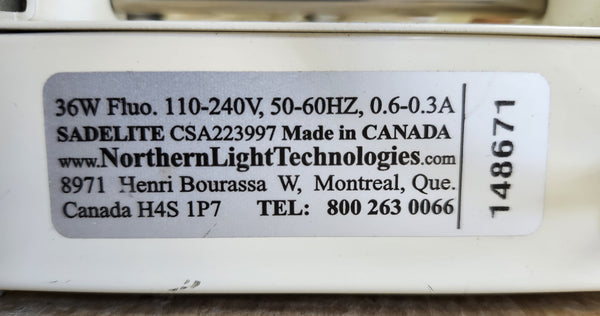 36W Fluo. 110-240V, 50-60HZ, 0.6-0.3A
SADELITE CSA223997 Made in CANADA
www.NorthernLightTechnologies.com
8971 Henri Bourassa W, Montreal, Que.
Canada H4S 1P7 TEL: 800 263 0066
148671